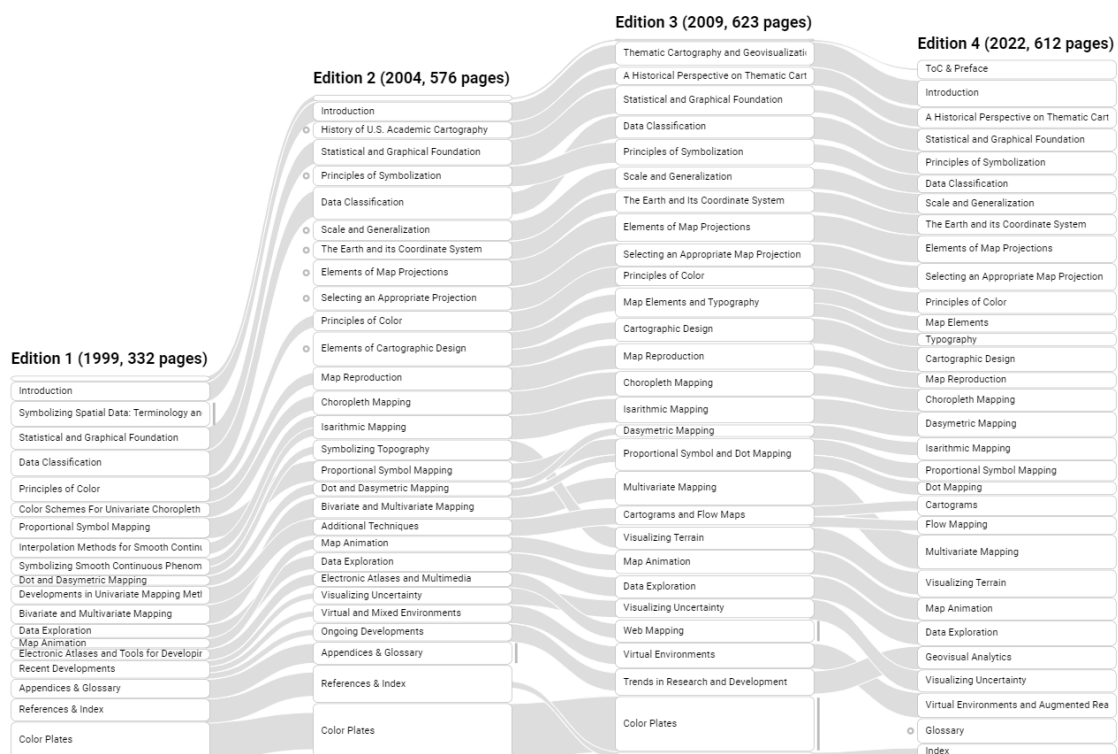 Edition 1 (1999, 332 pages)
Introduction
Symbolizing Spatial Data: Terminology an
Statistical and Graphical Foundation
Data Classification
Principles of Color
Color Schemes For Univariate Choropleth
Proportional Symbol Mapping
Interpolation Methods for Smooth Continu
Symbolizing Smooth Continuous Phenom
Dot and Dasymetric Mapping
Developments in Univariate Mapping Metl
Bivariate and Multivariate Mapping
Data Exploration
Map Animation
Electronic Atlases and Tools for Developin
Recent Developments
Appendices & Glossary
References & Index
Color Plates
Edition 2 (2004, 576 pages)
Introduction
History of U.S. Academic Cartography
Statistical and Graphical Foundation
Principles of Symbolization
Data Classification
Scale and Generalization
The Earth and its Coordinate System
Elements of Map Projections
Selecting an Appropriate Projection
Principles of Color
Elements of Cartographic Design
Map Reproduction
Choropleth Mapping
Isarithmic Mapping
Symbolizing Topography
Proportional Symbol Mapping
Dot and Dasymetric Mapping
Bivariate and Multivariate Mapping
Additional Techniques
Map Animation
Data Exploration
Electronic Atlases and Multimedia
Visualizing Uncertainty
Virtual and Mixed Environments
Ongoing Developments
Appendices & Glossary
References & Index
Color Plates
Edition 3 (2009, 623 pages)
Thematic Cartography and Geovisualizati
A Historical Perspective on Thematic Cart
Statistical and Graphical Foundation
Data Classification
Principles of Symbolization
Scale and Generalization
The Earth and Its Coordinate System
Elements of Map Projections
Selecting an Appropriate Map Projection
Principles of Color
Map Elements and Typography
Cartographic Design
Map Reproduction
Choropleth Mapping
Isarithmic Mapping
Dasymetric Mapping
Proportional Symbol and Dot Mapping
Multivariate Mapping
Cartograms and Flow Maps
Visualizing Terrain
Map Animation
Data Exploration
Visualizing Uncertainty
Web Mapping
Virtual Environments
Trends in Research and Development
Color Plates
Edition 4 (2022, 612 pages)
ToC & Preface
Introduction
A Historical Perspective on Thematic Cart
Statistical and Graphical Foundation
Principles of Symbolization
Data Classification
Scale and Generalization
The Earth and its Coordinate System
Elements of Map Projections
Selecting an Appropriate Map Projection
Principles of Color
Map Elements
Typography
Cartographic Design
Map Reproduction
Choropleth Mapping
Dasymetric Mapping
Isarithmic Mapping
Proportional Symbol Mapping
Dot Mapping
Cartograms
Flow Mapping
Multivariate Mapping
Visualizing Terrain
Map Animation
Data Exploration
Geovisual Analytics
Visualizing Uncertainty
Virtual Environments and Augmented Rea
Glossary
Index